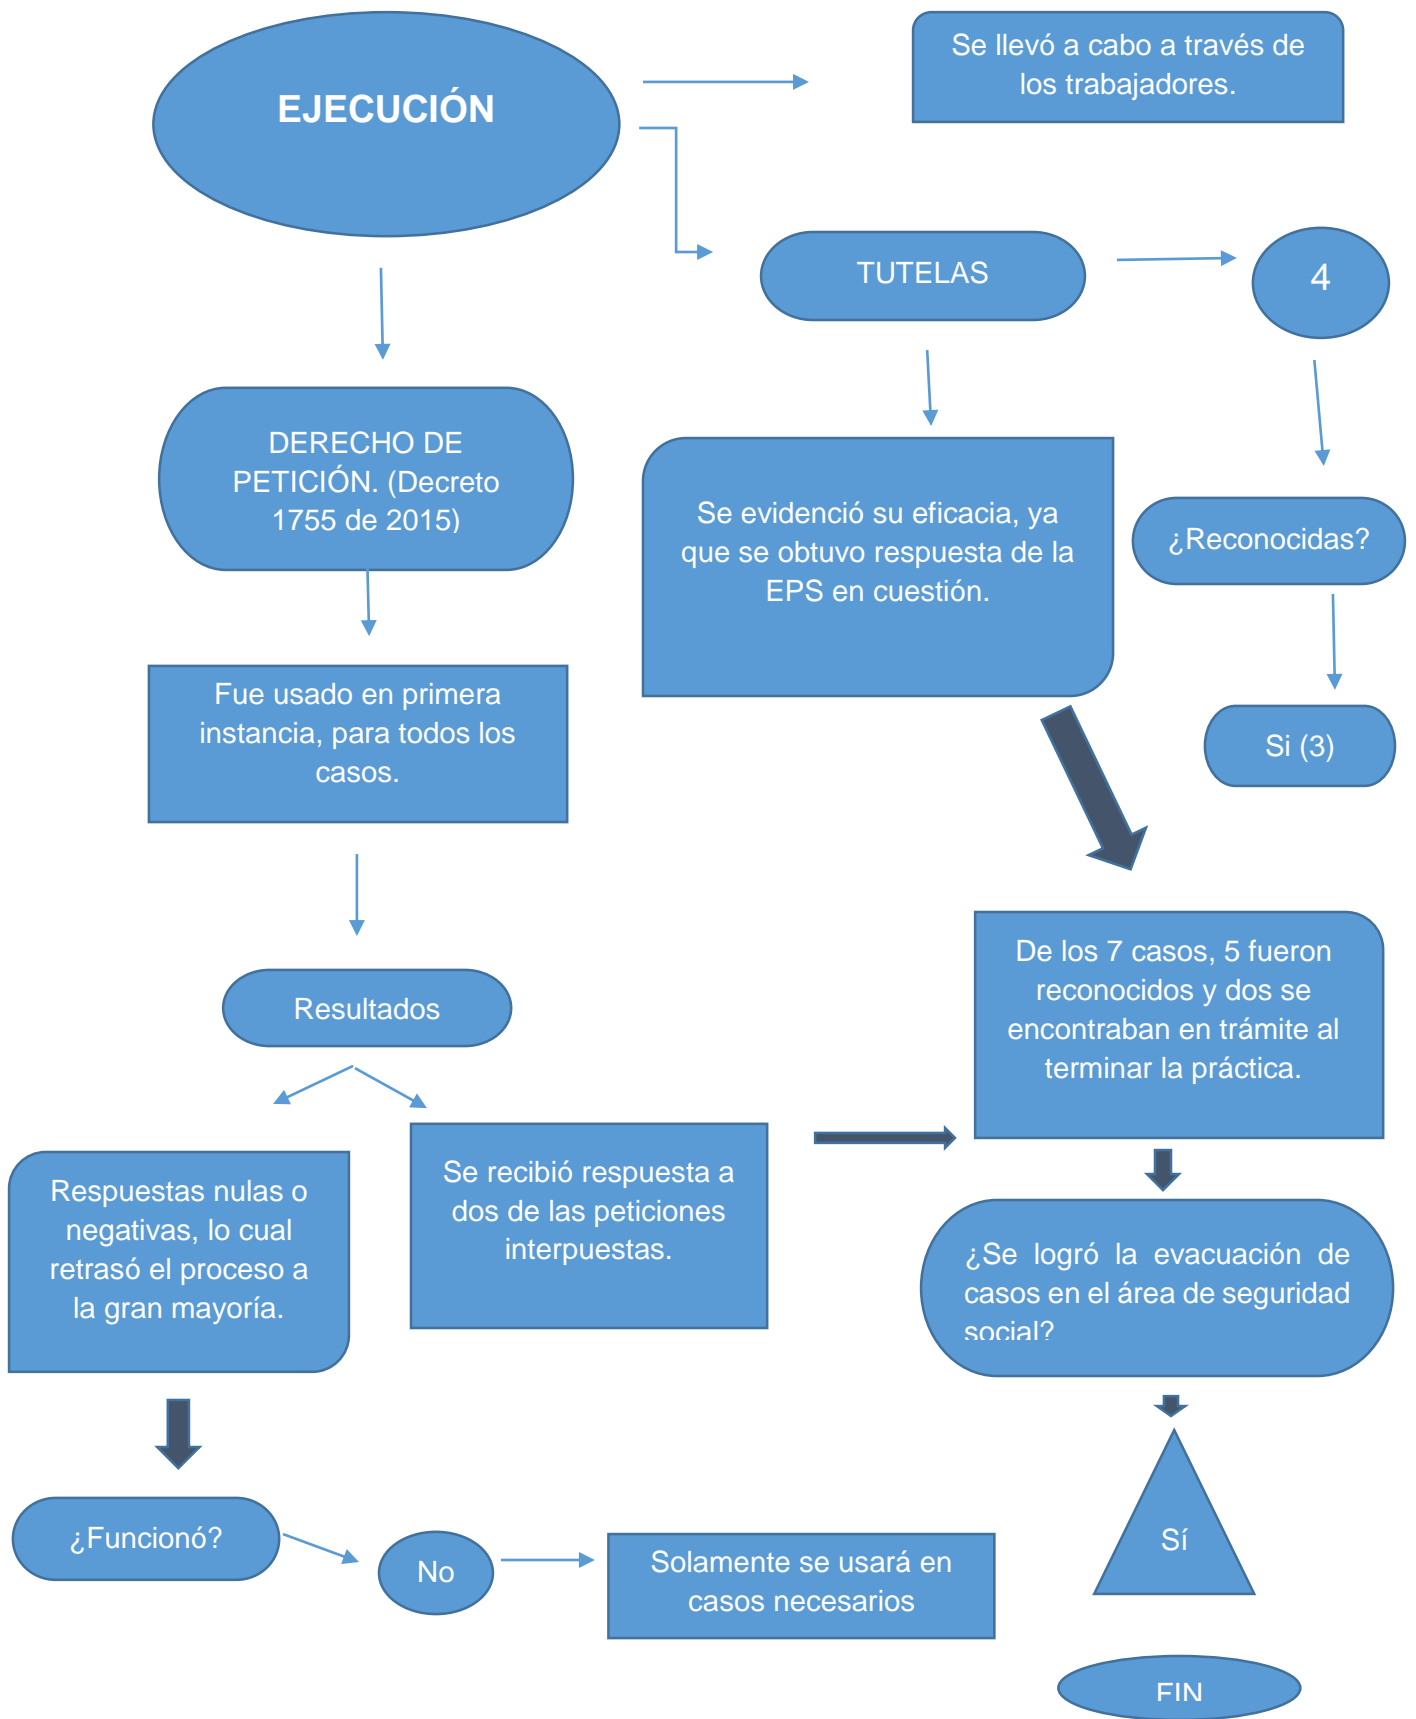 EJECUCIÓN
Se llevó a cabo a través de
los trabajadores.
TUTELAS
4
DERECHO DE
PETICIÓN. (Decreto
1755 de 2015)
Se evidenció su eficacia, ya
que se obtuvo respuesta de la
EPS en cuestión.
¿Reconocidas?
Fue usado en primera
instancia, para todos los
casos.
Si (3)
Resultados
De los 7 casos, 5 fueron
reconocidos y dos se
encontraban en trámite al
terminar la práctica.
Respuestas nulas o
negativas, lo cual
retrasó el proceso a
la gran mayoría.
Se recibió respuesta a
dos de las peticiones
interpuestas.
¿Se logró la evacuación de
casos en el área de seguridad
social?
¿Funcionó?
No
Solamente se usará en
casos necesarios
Sí
FIN